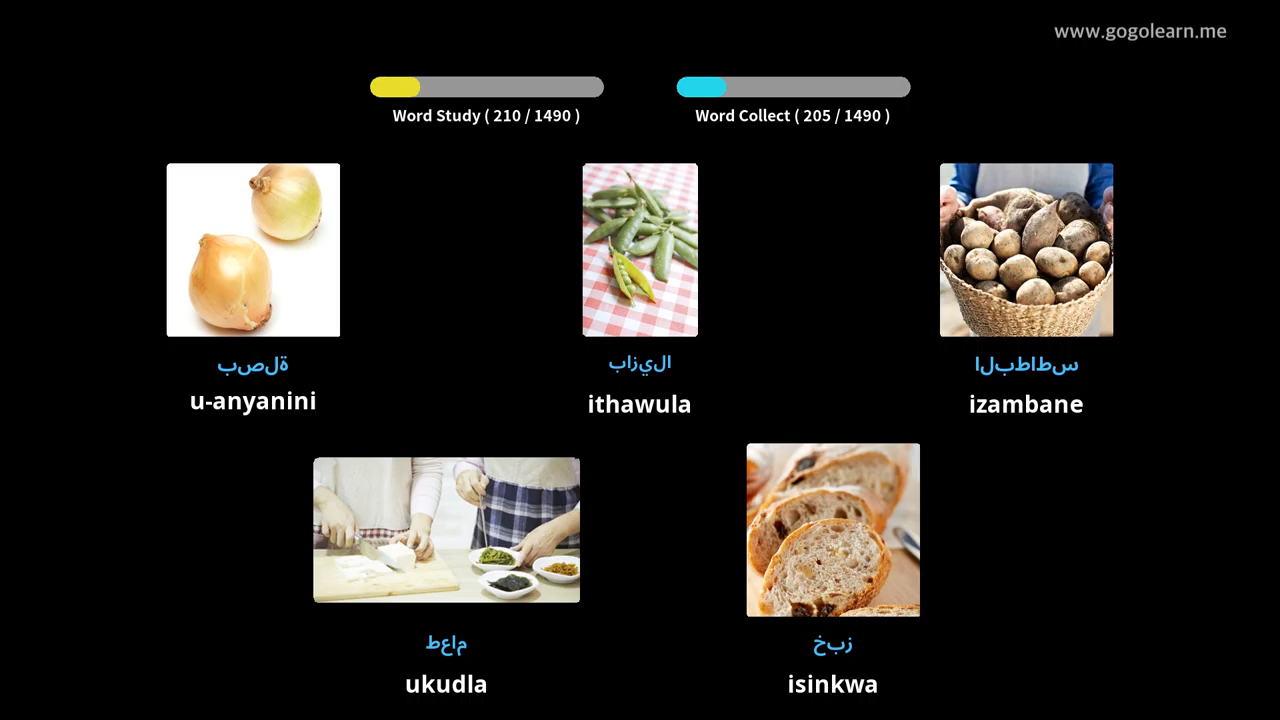 www.gogolearn.me
Word Study ( 210 / 1490 )
Word Collect ( 205 / 1490 )
بصلة
u-anyanini
بازيلا
ithawula
البطاطس
izambane
طعام
ukudla
خبز
isinkwa